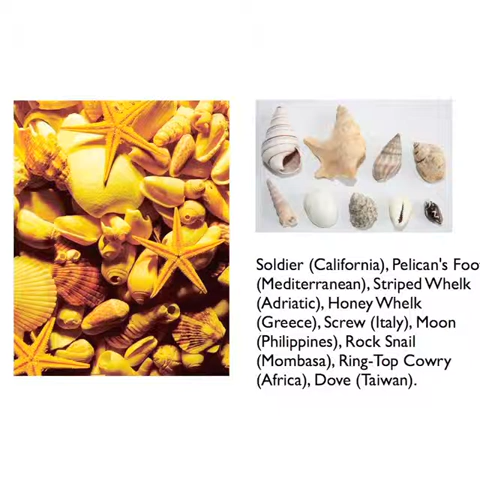 Soldier (California), Pelican's Foo
(Mediterranean), Striped Whelk
(Adriatic), Honey Whelk
(Greece), Screw (Italy), Moon
(Philippines), Rock Snail
(Mombasa), Ring-Top Cowry
(Africa), Dove (Taiwan).